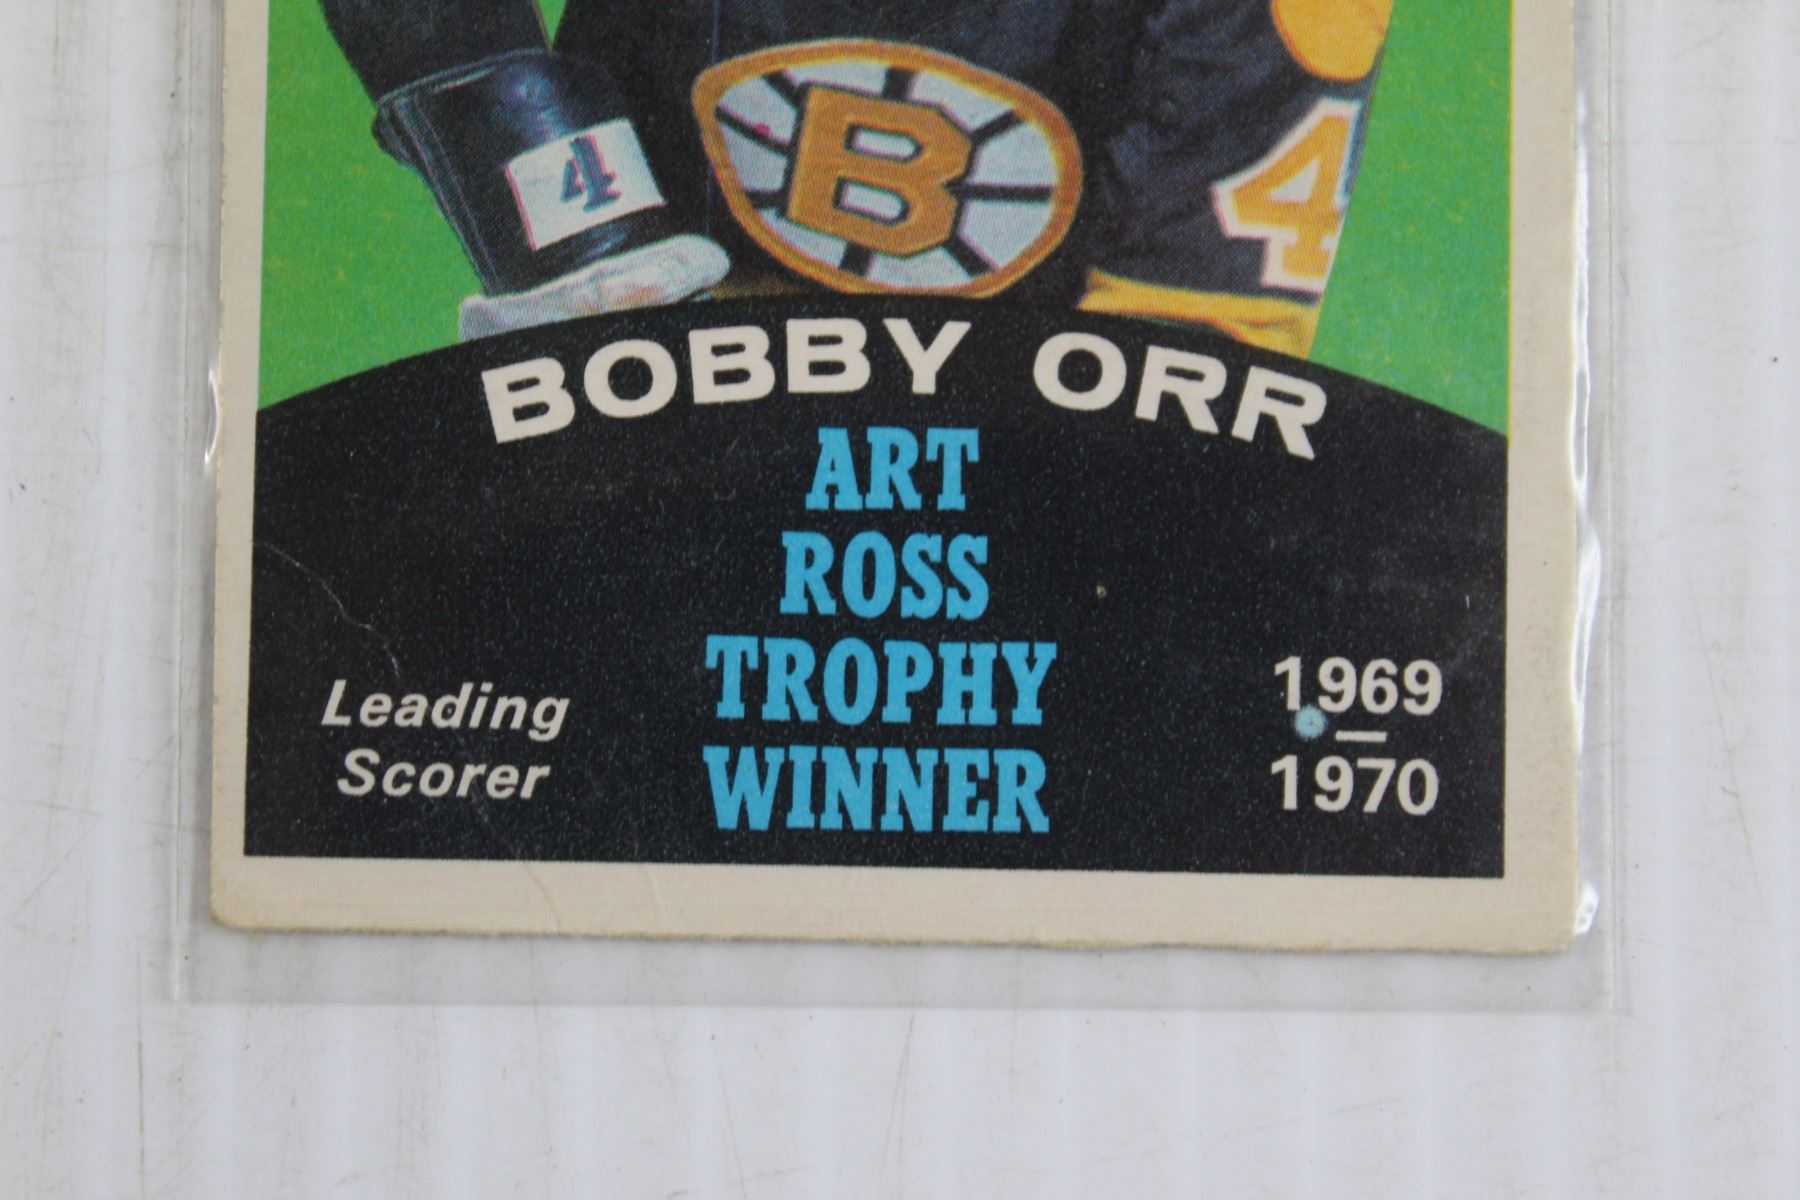 4
B
4
BOBBY ORR
ART
ROSS
TROPHY
WINNER
Leading
Scorer
1969
—
1970